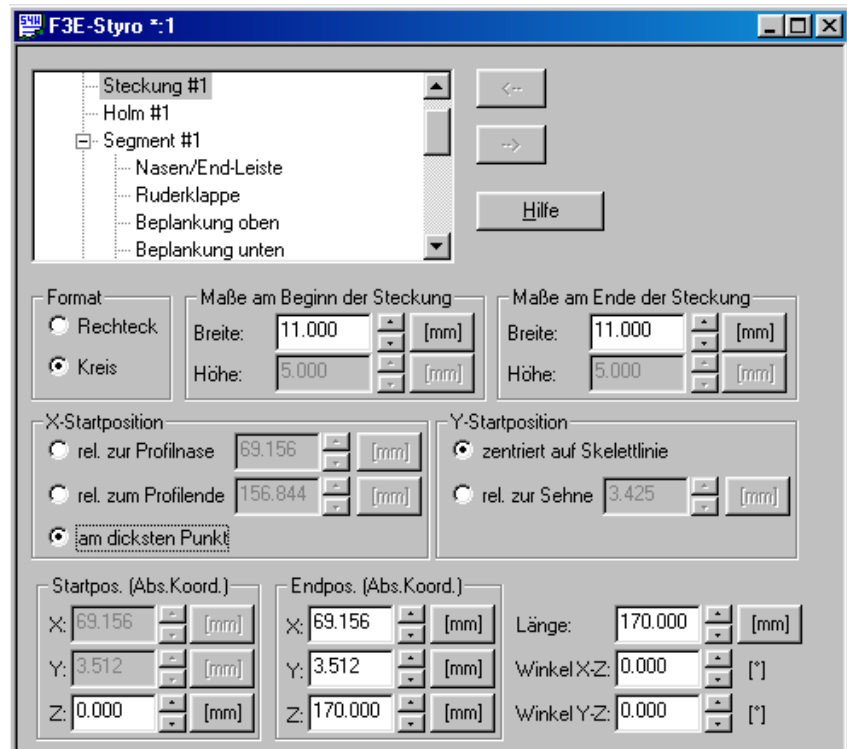 F3E-Styro *:1
Steckung #1
Holm #1
Segment #1
Nasen/End-Leiste
Ruderklappe
Beplankung oben
Beplankung unten
<--
-->
Hilfe
Format
Rechteck
Kreis
Maße am Beginn der Steckung
Breite: 11.000 [mm]
Höhe: 5.000 [mm]
Maße am Ende der Steckung
Breite: 11.000 [mm]
Höhe: 5.000 [mm]
X-Startposition
rel. zur Profilnase 69.156 [mm]
rel. zum Profilende 156.844 [mm]
am dicksten Punkt
Y-Startposition
zentriert auf Skelettlinie
rel. zur Sehne 3.425 [mm]
Startpos. (Abs.Koord.)
X: 69.156 [mm]
Y: 3.512 [mm]
Z: 0.000 [mm]
Endpos. (Abs.Koord.)
X: 69.156 [mm]
Y: 3.512 [mm]
Z: 170.000 [mm]
Länge: 170.000 [mm]
Winkel X-Z: 0.000 [°]
Winkel Y-Z: 0.000 [°]